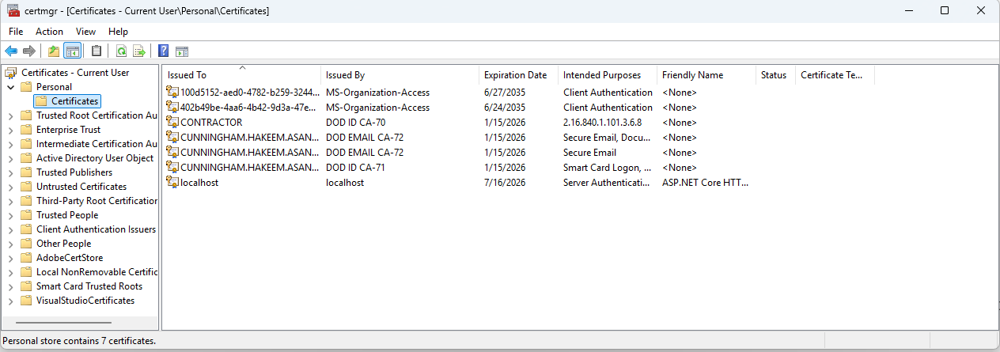 certmgr - [Certificates - Current User\Personal\Certificates]
File Action View Help
Certificates - Current User
Personal
Certificates
Trusted Root Certification Au
Enterprise Trust
Intermediate Certification Au
Active Directory User Object
Trusted Publishers
Untrusted Certificates
Third-Party Root Certification
Trusted People
Client Authentication Issuers
Other People
AdobeCertStore
Local NonRemovable Certific
Smart Card Trusted Roots
VisualStudioCertificates
Issued To Issued By Expiration Date Intended Purposes Friendly Name Status Certificate Te...
100d5152-aed0-4782-b259-3244... MS-Organization-Access 6/27/2035 Client Authentication <None>
402b49be-4aa6-4b42-9d3a-47e... MS-Organization-Access 6/24/2035 Client Authentication <None>
CONTRACTOR DOD ID CA-70 1/15/2026 2.16.840.1.101.3.6.8 <None>
CUNNINGHAM.HAKEEM.ASAN... DOD EMAIL CA-72 1/15/2026 Secure Email, Docu... <None>
CUNNINGHAM.HAKEEM.ASAN... DOD EMAIL CA-72 1/15/2026 Secure Email <None>
CUNNINGHAM.HAKEEM.ASAN... DOD ID CA-71 1/15/2026 Smart Card Logon, ... <None>
localhost localhost 7/16/2026 Server Authenticati... ASP.NET Core HTT...
Personal store contains 7 certificates.